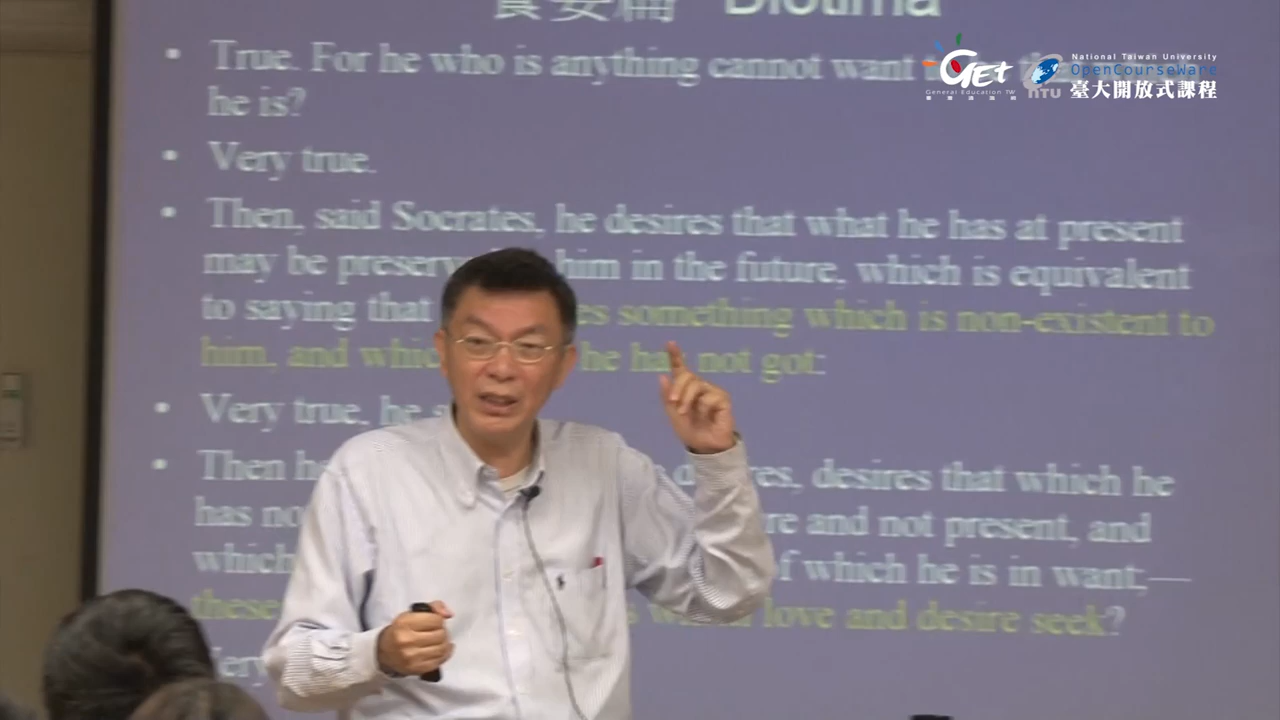 饗宴篇 Diotima
National Taiwan University
• True. For he who is anything cannot want
GET
OpenCourseWare
General Education TW
NTU 臺大開放式課程
he is?
• Very true.
• Then, said Socrates, he desires that what he has at present
may be preserv him in the future, which is equivalent
to saying that es something which is non-existent to
him, and whic he has not got:
• Very true, he s
• Then he res, desires that which he
has no re and not present, and
which f which he is in want;—
these which love and desire seek?